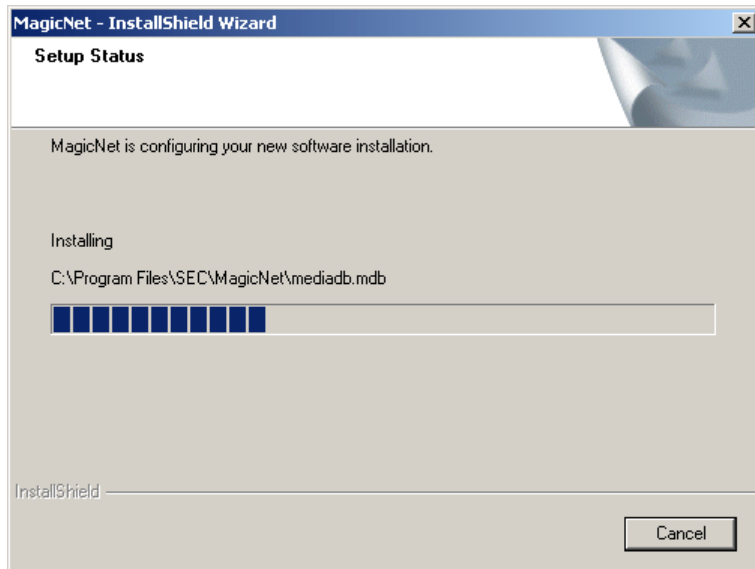 MagicNet - InstallShield Wizard
Setup Status
MagicNet is configuring your new software installation.
Installing
C:\Program Files\SEC\MagicNet\mediadb.mdb
InstallShield
Cancel